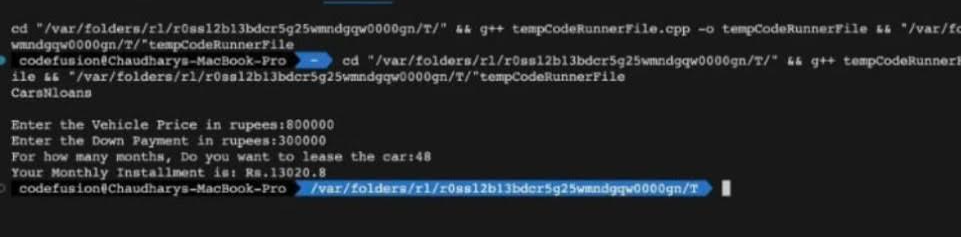 cd "/var/folders/rl/r0ssl2bl3bdcr5g25wmndgqw0000gn/T/" && g++ tempCodeRunnerFile.cpp -o tempCodeRunnerFile && "/var/fo
wmndgqw0000gn/T/"tempCodeRunnerFile
codefusion@Chaudharys-MacBook-Pro ~ cd "/var/folders/rl/r0ssl2bl3bdcr5g25wmndgqw0000gn/T/" && g++ tempCodeRunnerF
ile && "/var/folders/rl/r0ssl2bl3bdcr5g25wmndgqw0000gn/T/"tempCodeRunnerFile
CarsNloans
Enter the Vehicle Price in rupees:800000
Enter the Down Payment in rupees:300000
For how many months, Do you want to lease the car:48
Your Monthly Installment is: Rs.13020.8
codefusion@Chaudharys-MacBook-Pro /var/folders/rl/r0ssl2bl3bdcr5g25wmndgqw0000gn/T